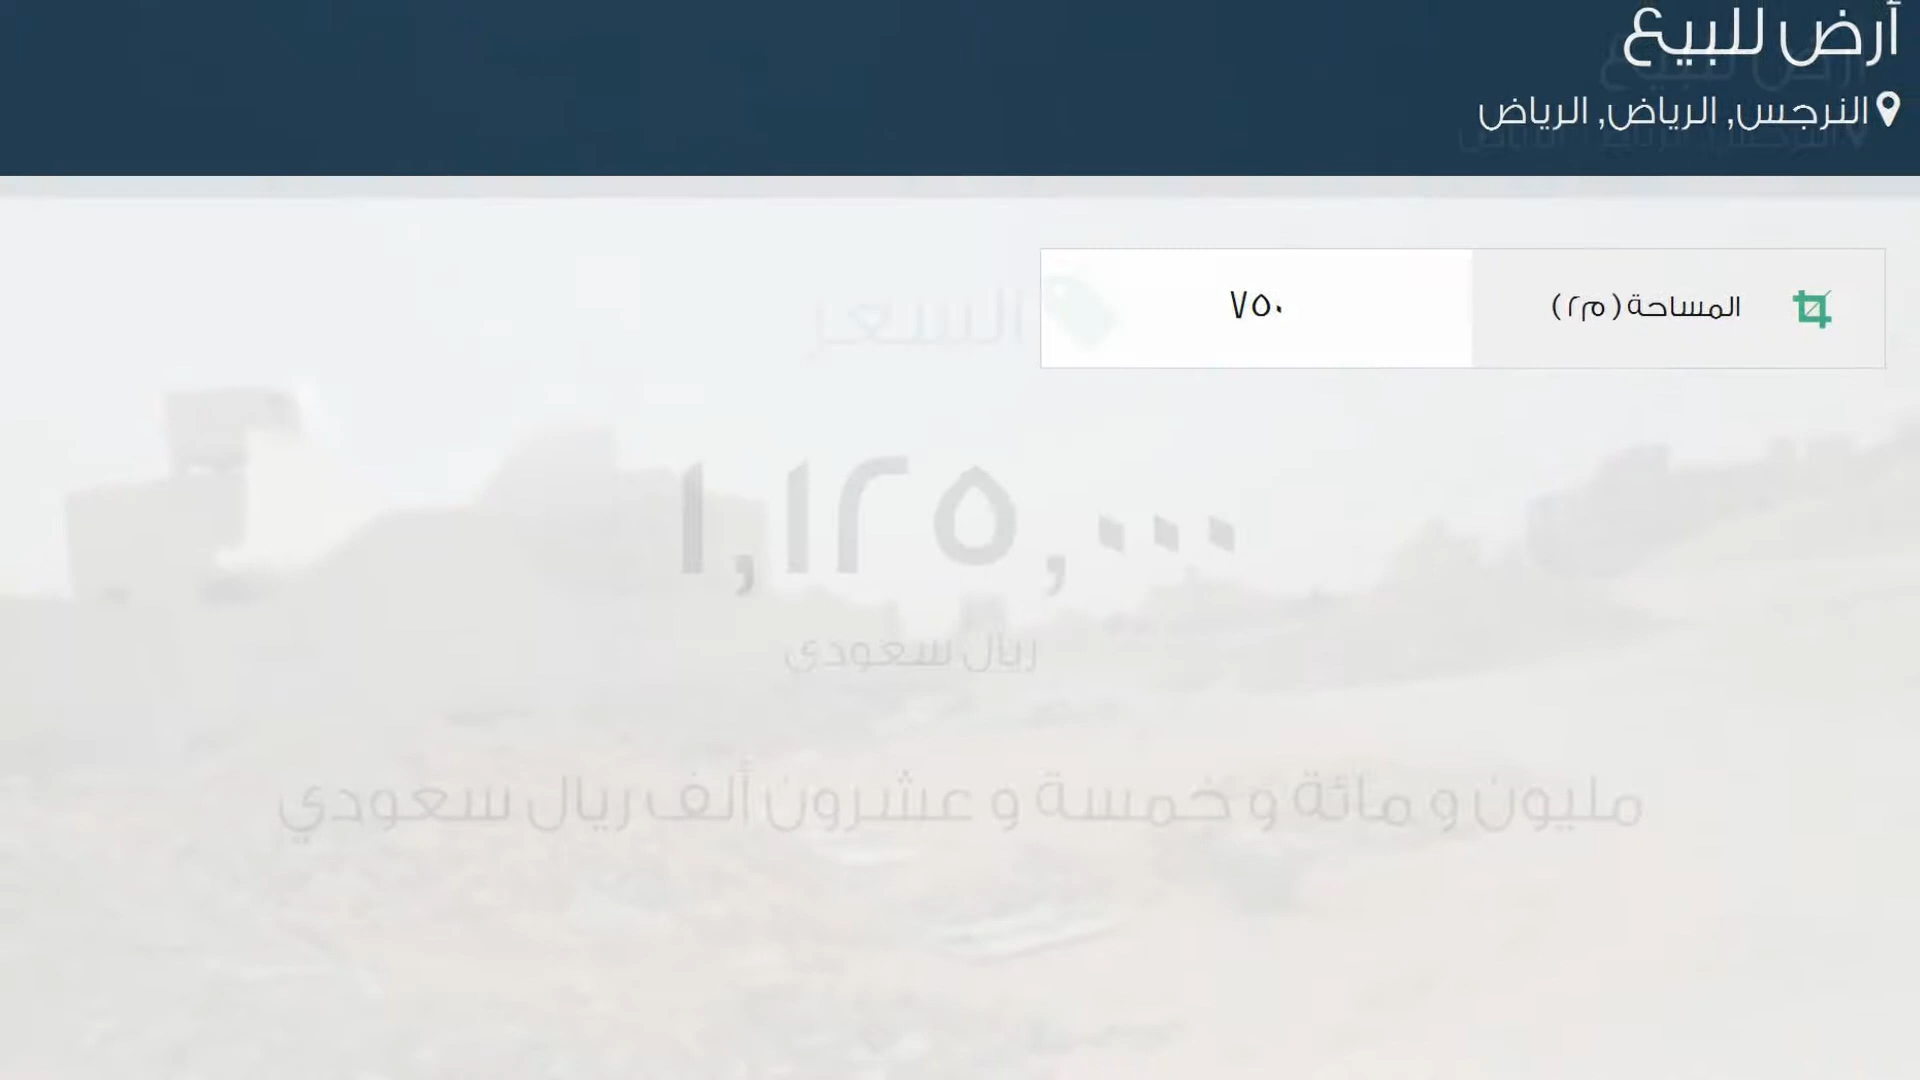 أرض للبيع
النرجس, الرياض, الرياض
المساحة (م٢)
٧٥٠
السعر
١,١٢٥,٠٠٠
ريال سعودي
مليون و مائة و خمسة و عشرون ألف ريال سعودي